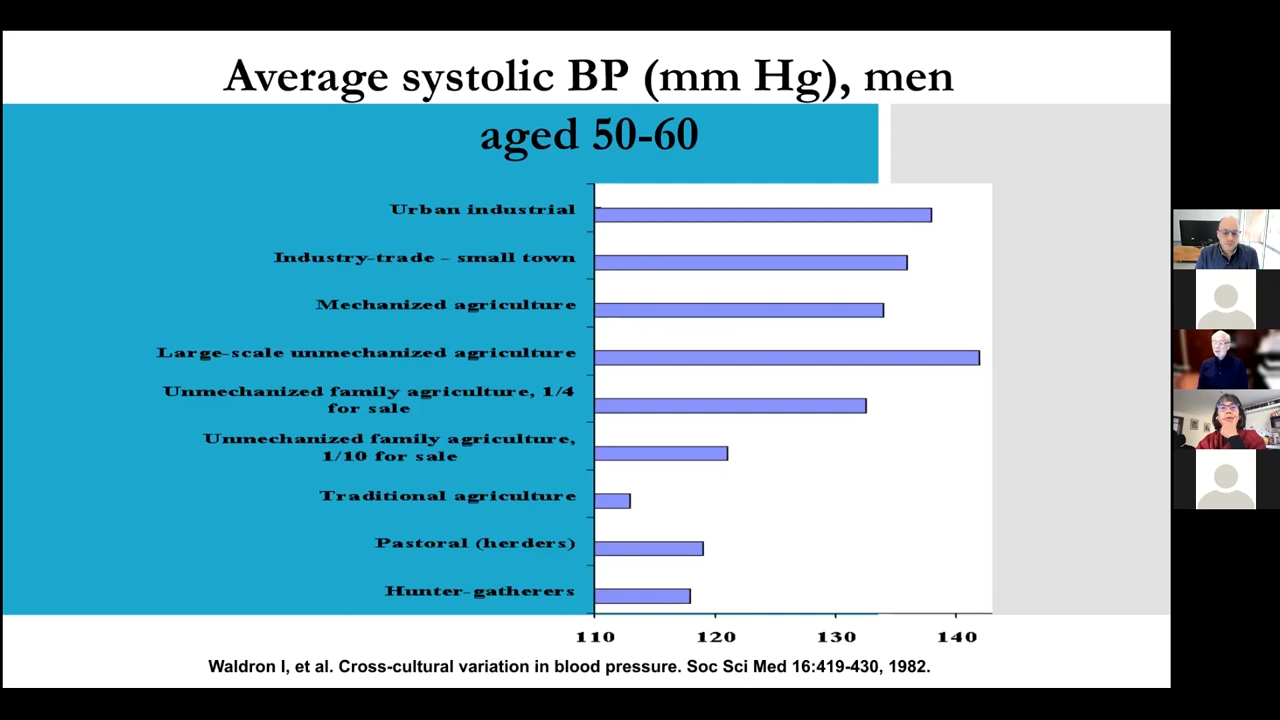 Average systolic BP (mm Hg), men
aged 50-60
Urban industrial
Industry-trade – small town
Mechanized agriculture
Large-scale unmechanized agriculture
Unmechanized family agriculture, 1/4
for sale
Unmechanized family agriculture,
1/10 for sale
Traditional agriculture
Pastoral (herders)
Hunter-gatherers
110 120 130 140
Waldron I, et al. Cross-cultural variation in blood pressure. Soc Sci Med 16:419-430, 1982.